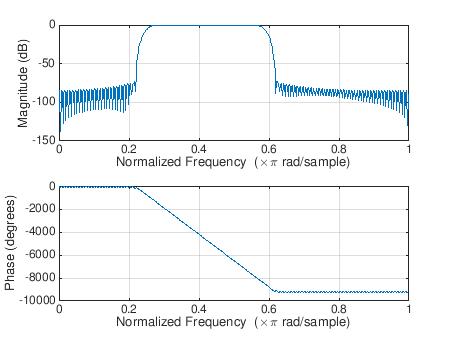 Magnitude (dB)
0
-50
-100
-150
0 0.2 0.4 0.6 0.8 1
Normalized Frequency (×π rad/sample)
Phase (degrees)
0
-2000
-4000
-6000
-8000
-10000
0 0.2 0.4 0.6 0.8 1
Normalized Frequency (×π rad/sample)